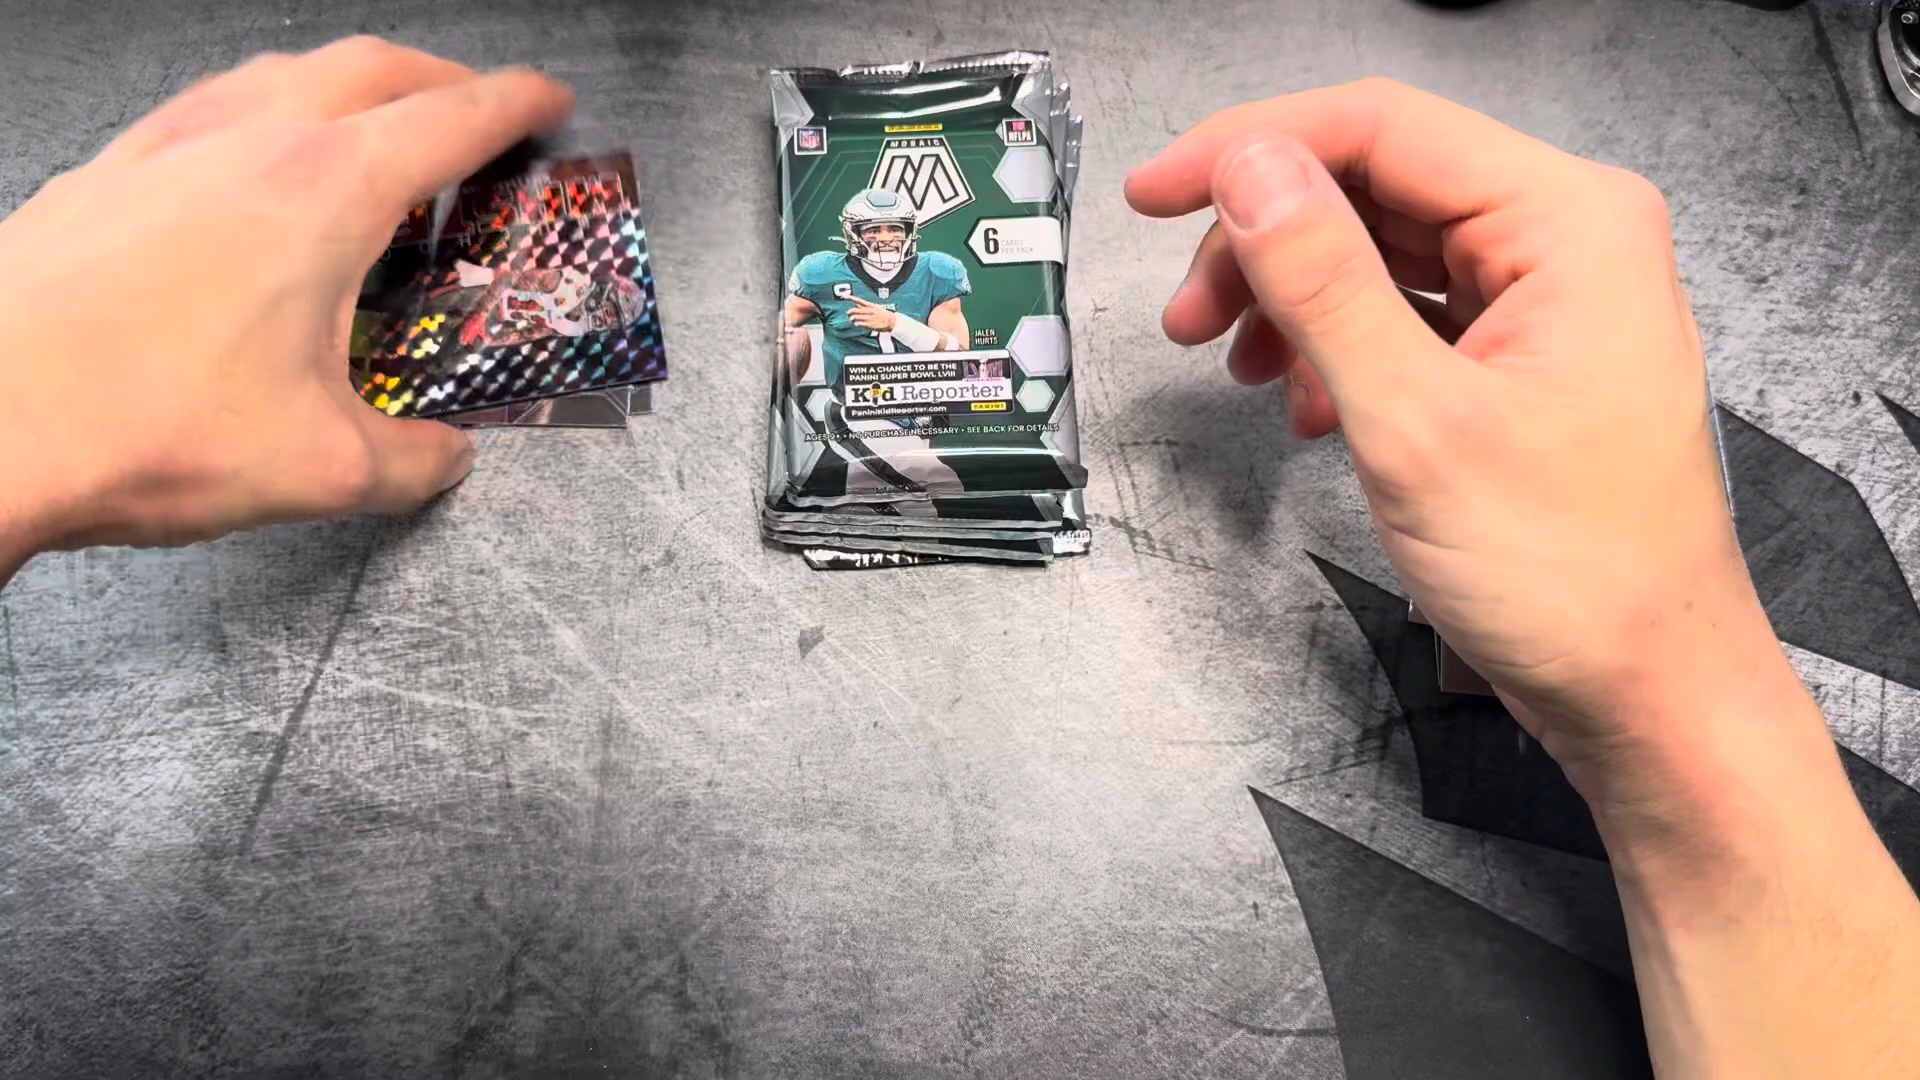 NFL
NFLPA
MOSAIC
6 CARDS
PER PACK
JALEN
HURTS
WIN A CHANCE TO BE THE
PANINI SUPER BOWL LVIII
Kid Reporter
PaniniKidReporter.com
PANINI
AGES 9+ • NO PURCHASE NECESSARY • SEE BACK FOR DETAILS